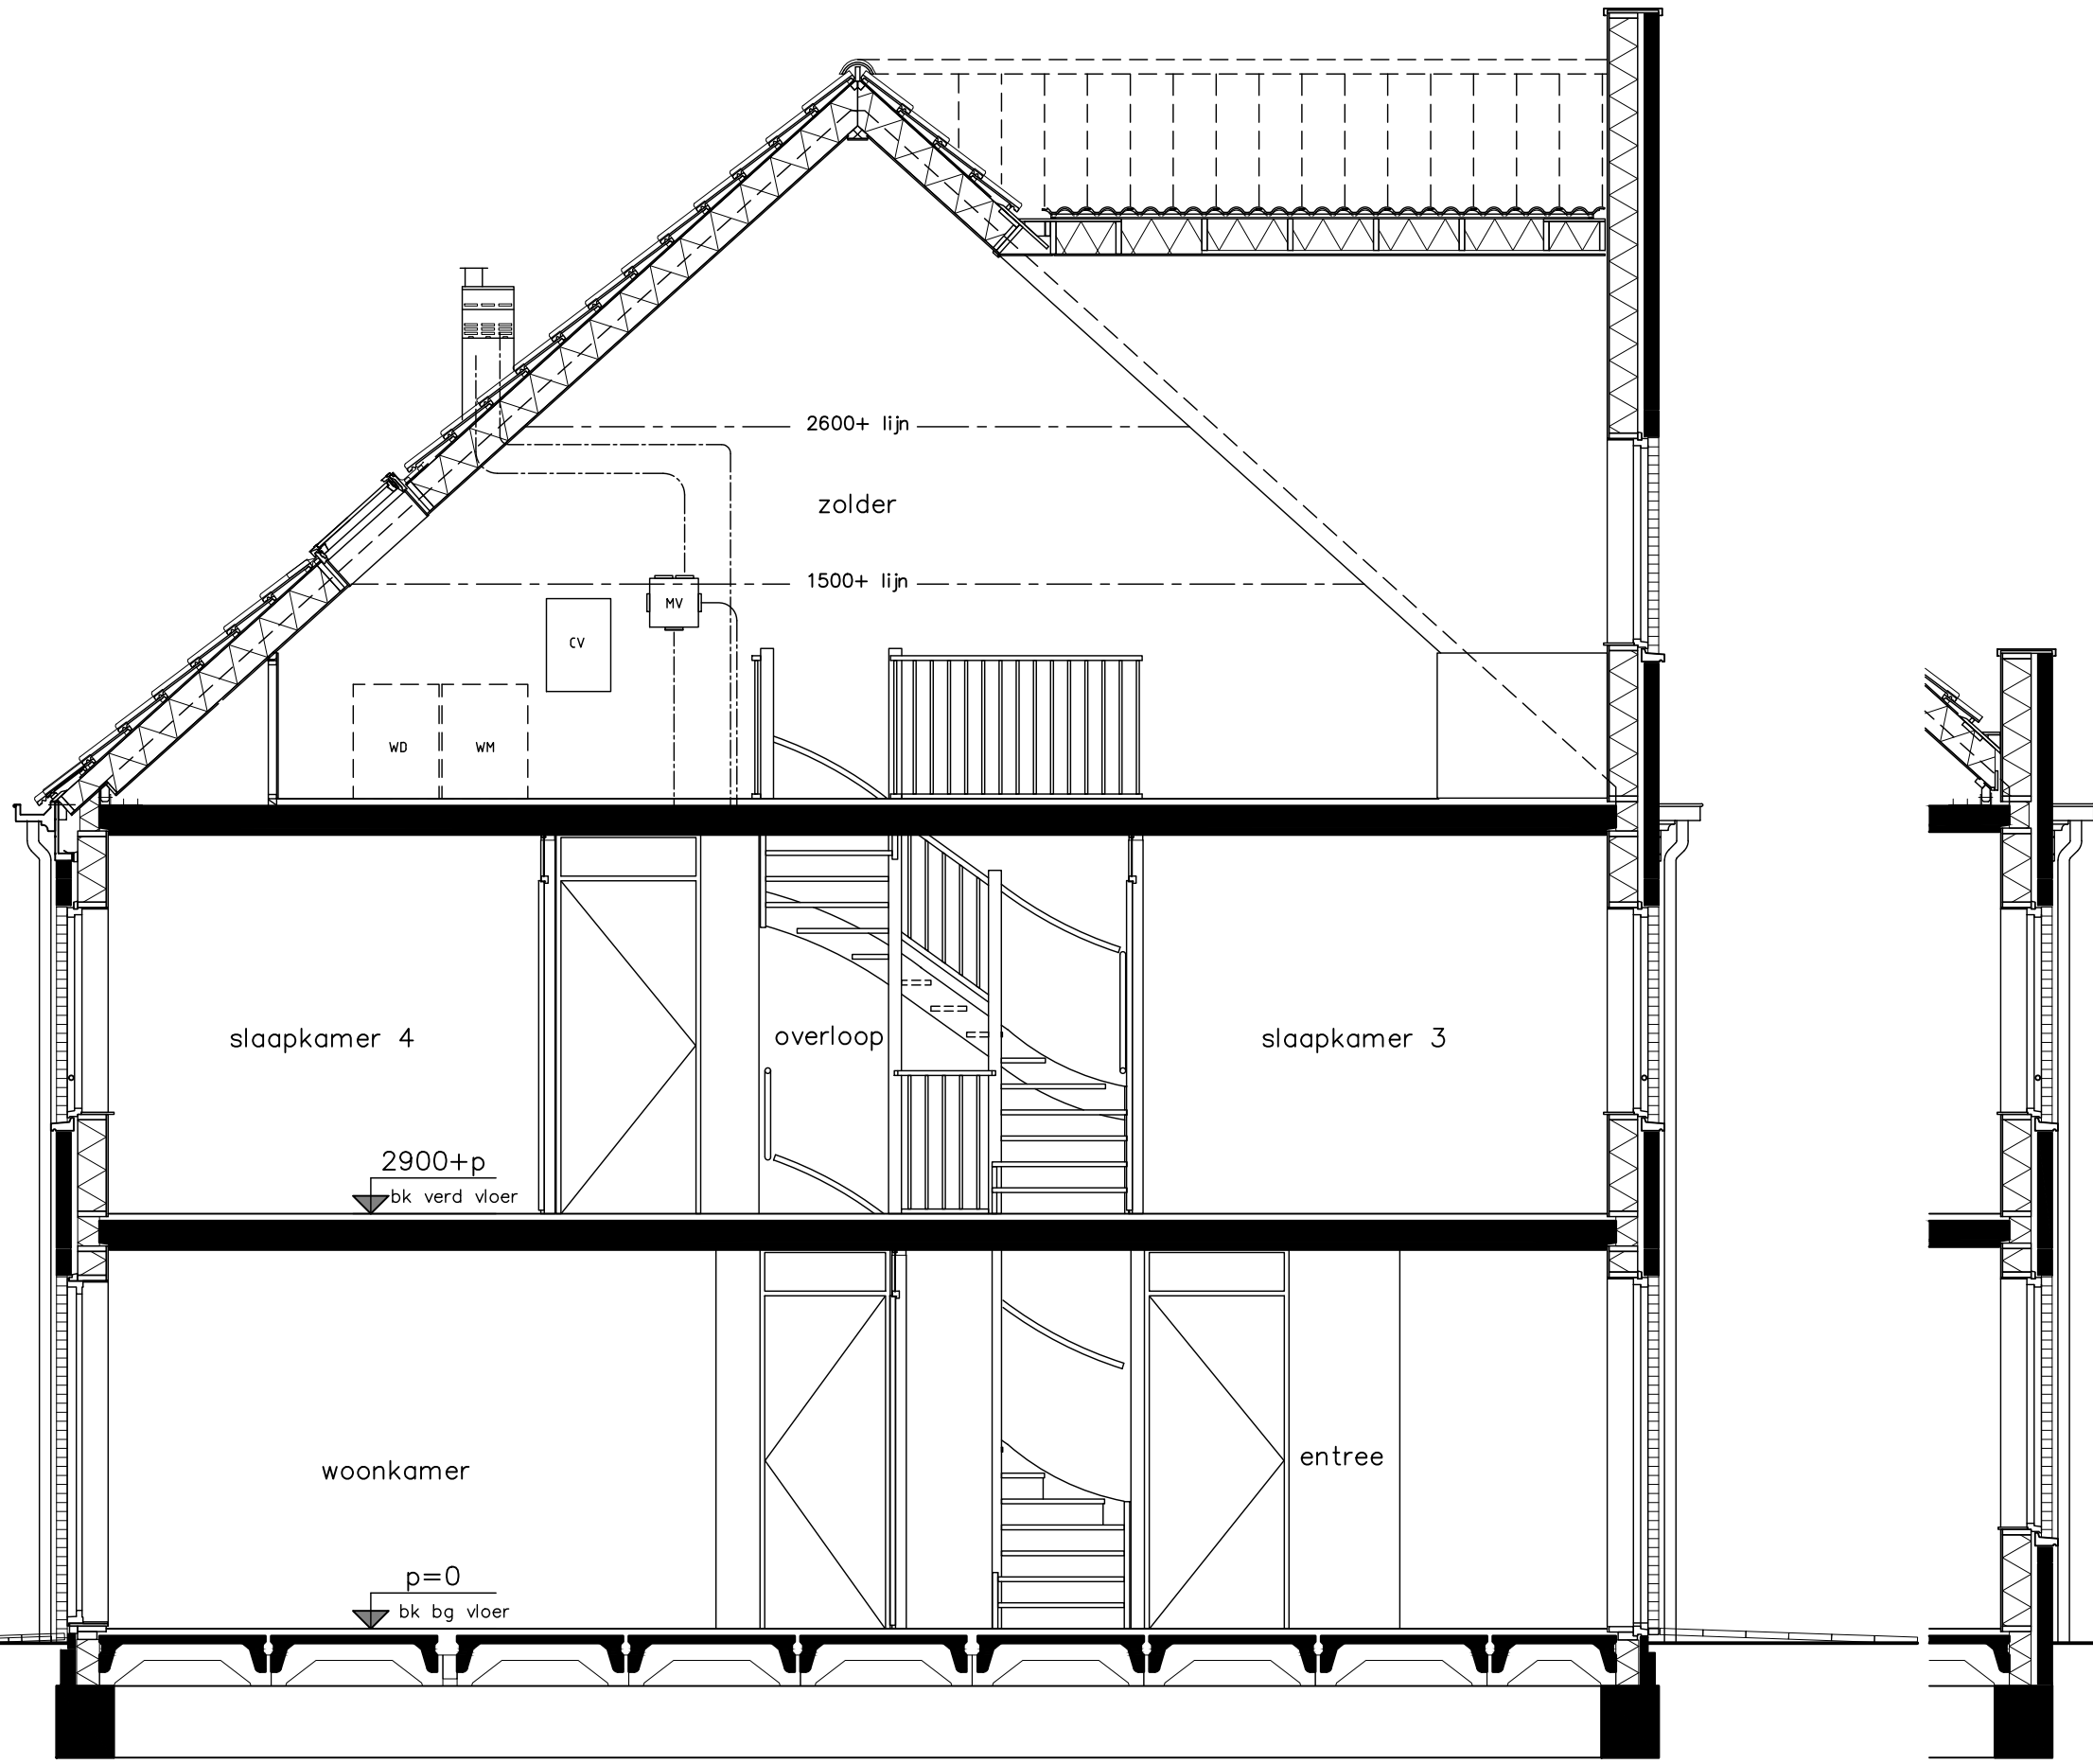 2600+ lijn
zolder
1500+ lijn
MV
CV
WD
WM
slaapkamer 4
overloop
slaapkamer 3
2900+p
bk verd vloer
woonkamer
entree
p=0
bk bg vloer